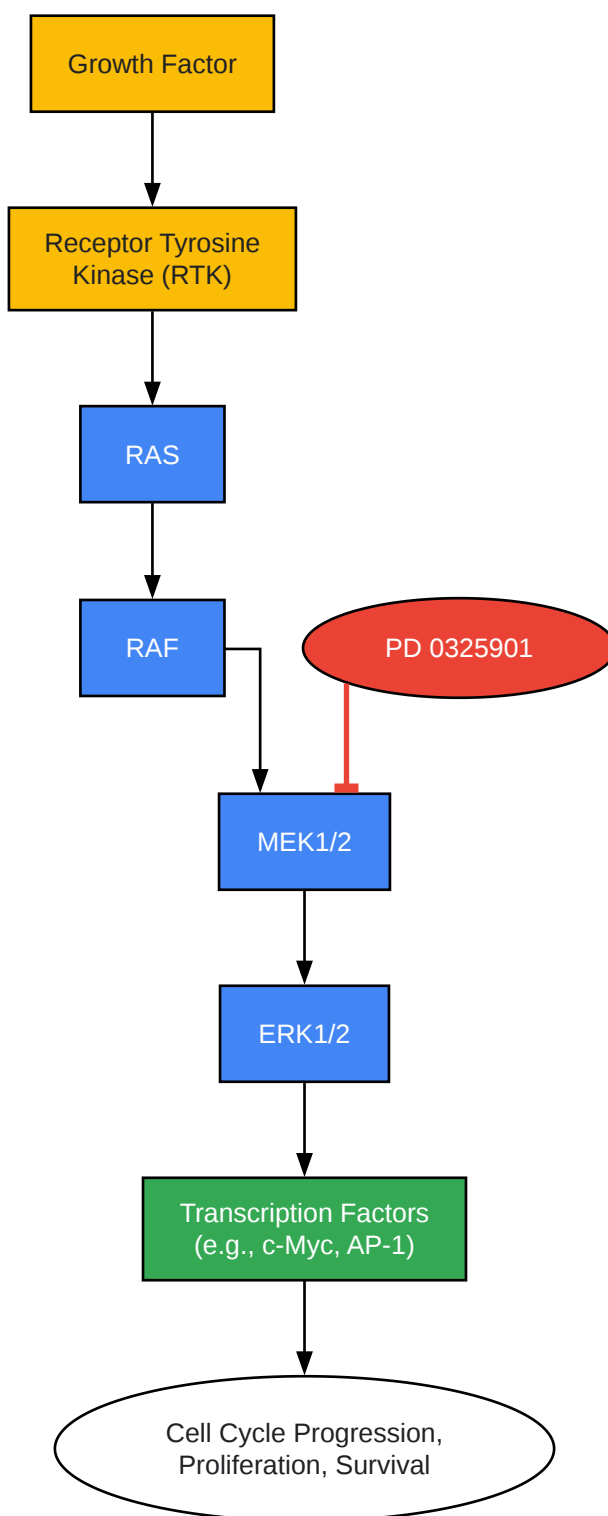 Growth Factor
Receptor Tyrosine
Kinase (RTK)
RAS
RAF
PD 0325901
MEK1/2
ERK1/2
Transcription Factors
(e.g., c-Myc, AP-1)
Cell Cycle Progression,
Proliferation, Survival